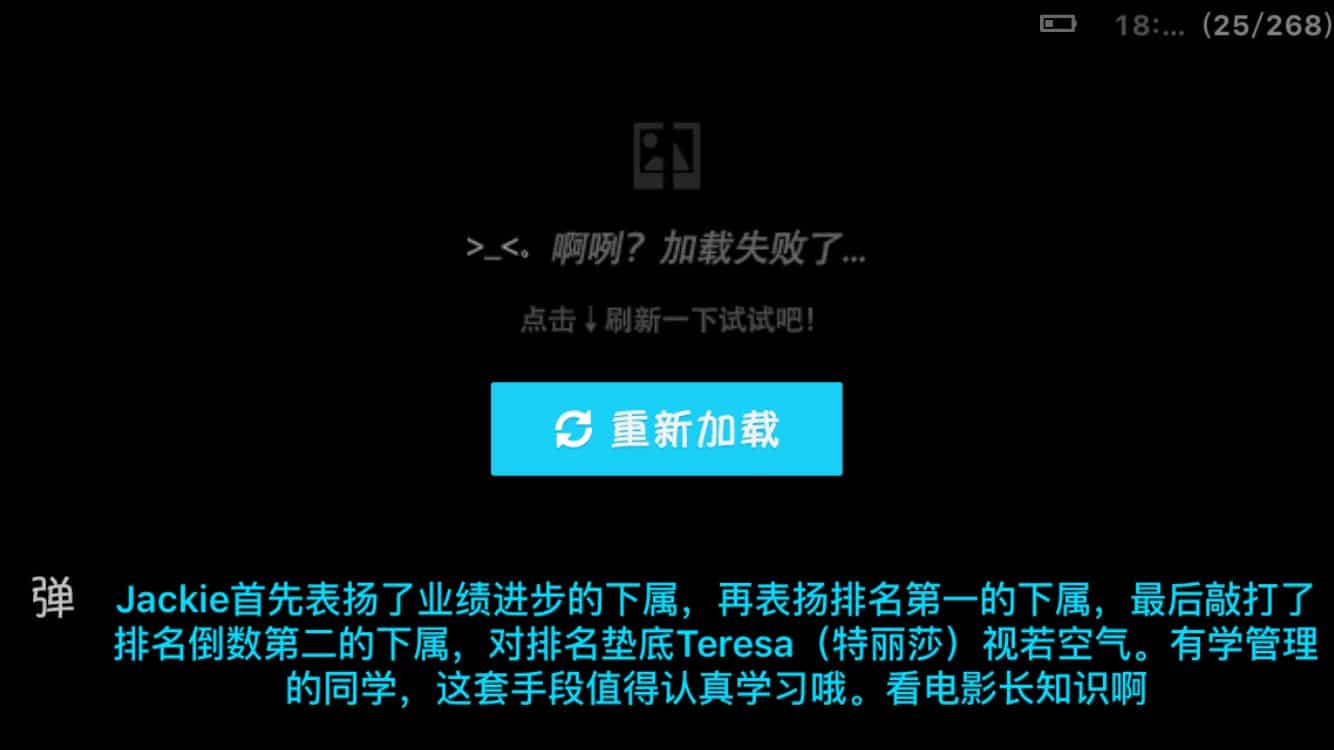 18:... (25/268)
>_<。啊咧？加载失败了...
点击↓刷新一下试试吧！
重新加载
弹
Jackie首先表扬了业绩进步的下属，再表扬排名第一的下属，最后敲打了
排名倒数第二的下属，对排名垫底Teresa（特丽莎）视若空气。有学管理
的同学，这套手段值得认真学习哦。看电影长知识啊